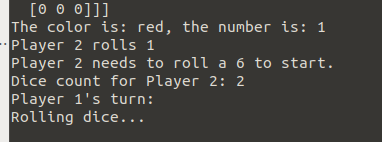 [0 0 0]]]
The color is: red, the number is: 1
Player 2 rolls 1
Player 2 needs to roll a 6 to start.
Dice count for Player 2: 2
Player 1's turn:
Rolling dice...